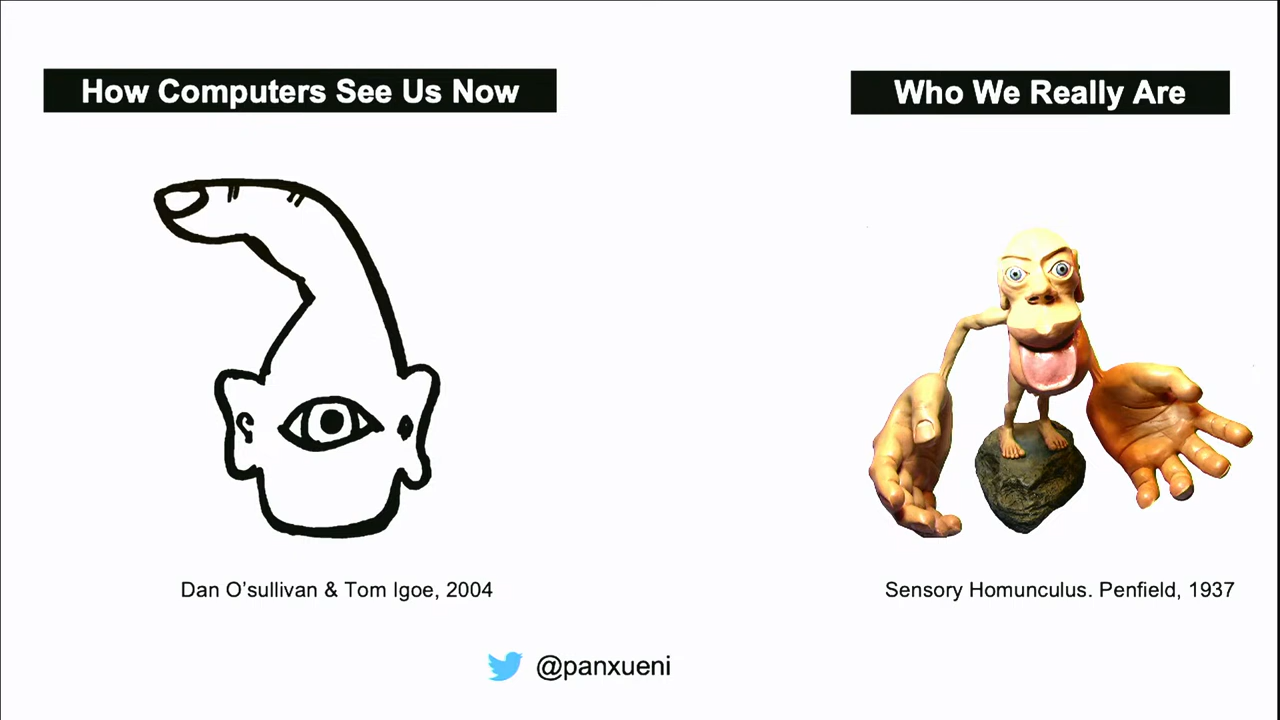 How Computers See Us Now
Who We Really Are
Dan O'sullivan & Tom Igoe, 2004
Sensory Homunculus. Penfield, 1937
@panxueni